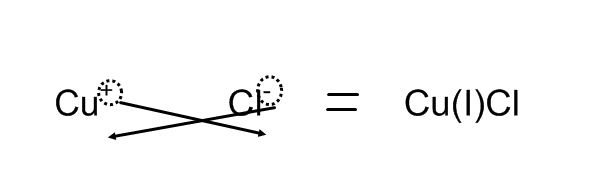 Cu⁺ Cl⁻ = Cu(I)Cl